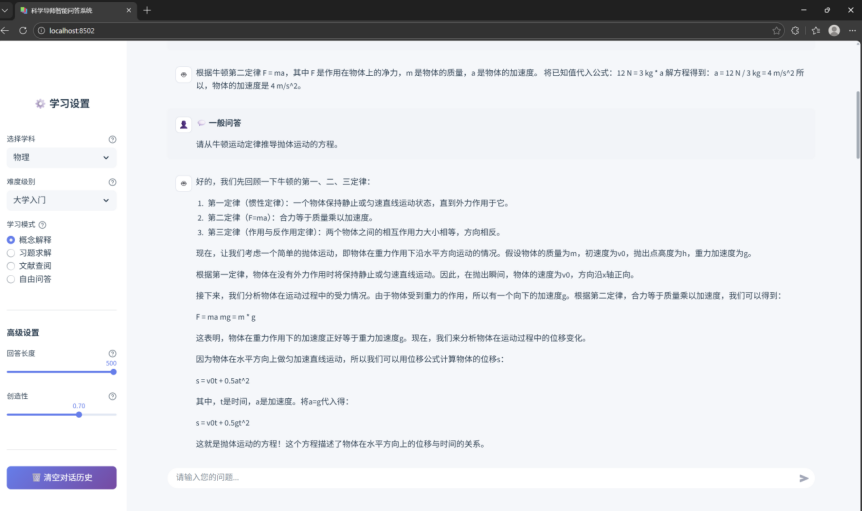 科学导师智能问答系统
localhost:8502
学习设置
选择学科
物理
难度级别
大学入门
学习模式
概念解释
习题求解
文献查阅
自由问答
高级设置
回答长度
500
创造性
0.70
清空对话历史
根据牛顿第二定律 F = ma，其中 F 是作用在物体上的净力，m 是物体的质量，a 是物体的加速度。 将已知值代入公式：12 N = 3 kg * a 解方程得到：a = 12 N / 3 kg = 4 m/s^2 所
以，物体的加速度是 4 m/s^2。
一般问答
请从牛顿运动定律推导抛体运动的方程。
好的，我们先回顾一下牛顿的第一、二、三定律：
1. 第一定律（惯性定律）：一个物体保持静止或匀速直线运动状态，直到外力作用于它。
2. 第二定律（F=ma）：合力等于质量乘以加速度。
3. 第三定律（作用与反作用定律）：两个物体之间的相互作用力大小相等，方向相反。
现在，让我们考虑一个简单的抛体运动，即物体在重力作用下沿水平方向运动的情况。假设物体的质量为m，初速度为v0，抛出点高度为h，重力加速度为g。
根据第一定律，物体在没有外力作用时将保持静止或匀速直线运动。因此，在抛出瞬间，物体的速度为v0，方向沿x轴正向。
接下来，我们分析物体在运动过程中的受力情况。由于物体受到重力的作用，所以有一个向下的加速度g。根据第二定律，合力等于质量乘以加速度，我们可以得到：
F = ma mg = m * g
这表明，物体在重力作用下的加速度正好等于重力加速度g。现在，我们来分析物体在运动过程中的位移变化。
因为物体在水平方向上做匀加速直线运动，所以我们可以用位移公式计算物体的位移s：
s = v0t + 0.5at^2
其中，t是时间，a是加速度。将a=g代入得：
s = v0t + 0.5gt^2
这就是抛体运动的方程！这个方程描述了物体在水平方向上的位移与时间的关系。
请输入您的问题...